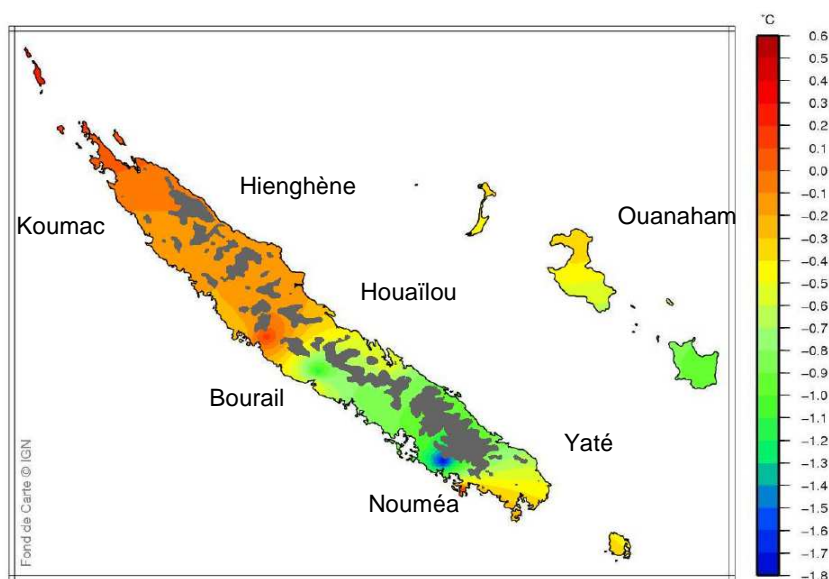 °C
Hienghène
Ouanaham
Koumac
Houaïlou
Bourail
Yaté
Nouméa
Fond de Carte © IGN
0.6
0.5
0.4
0.3
0.2
0.1
0.0
-0.1
-0.2
-0.3
-0.4
-0.5
-0.6
-0.7
-0.8
-0.9
-1.0
-1.1
-1.2
-1.3
-1.4
-1.5
-1.6
-1.7
-1.8